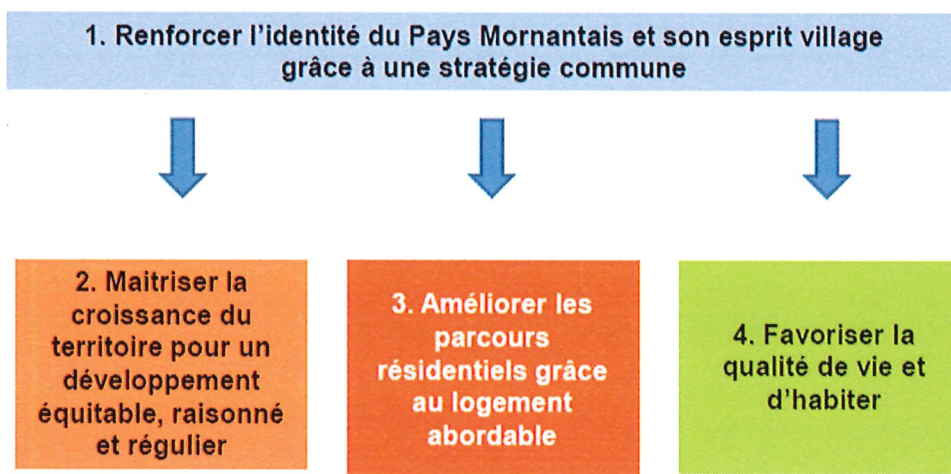 1. Renforcer l'identité du Pays Mornantais et son esprit village
grâce à une stratégie commune
2. Maitriser la
croissance du
territoire pour un
développement
équitable, raisonné
et régulier
3. Améliorer les
parcours
résidentiels grâce
au logement
abordable
4. Favoriser la
qualité de vie et
d'habiter